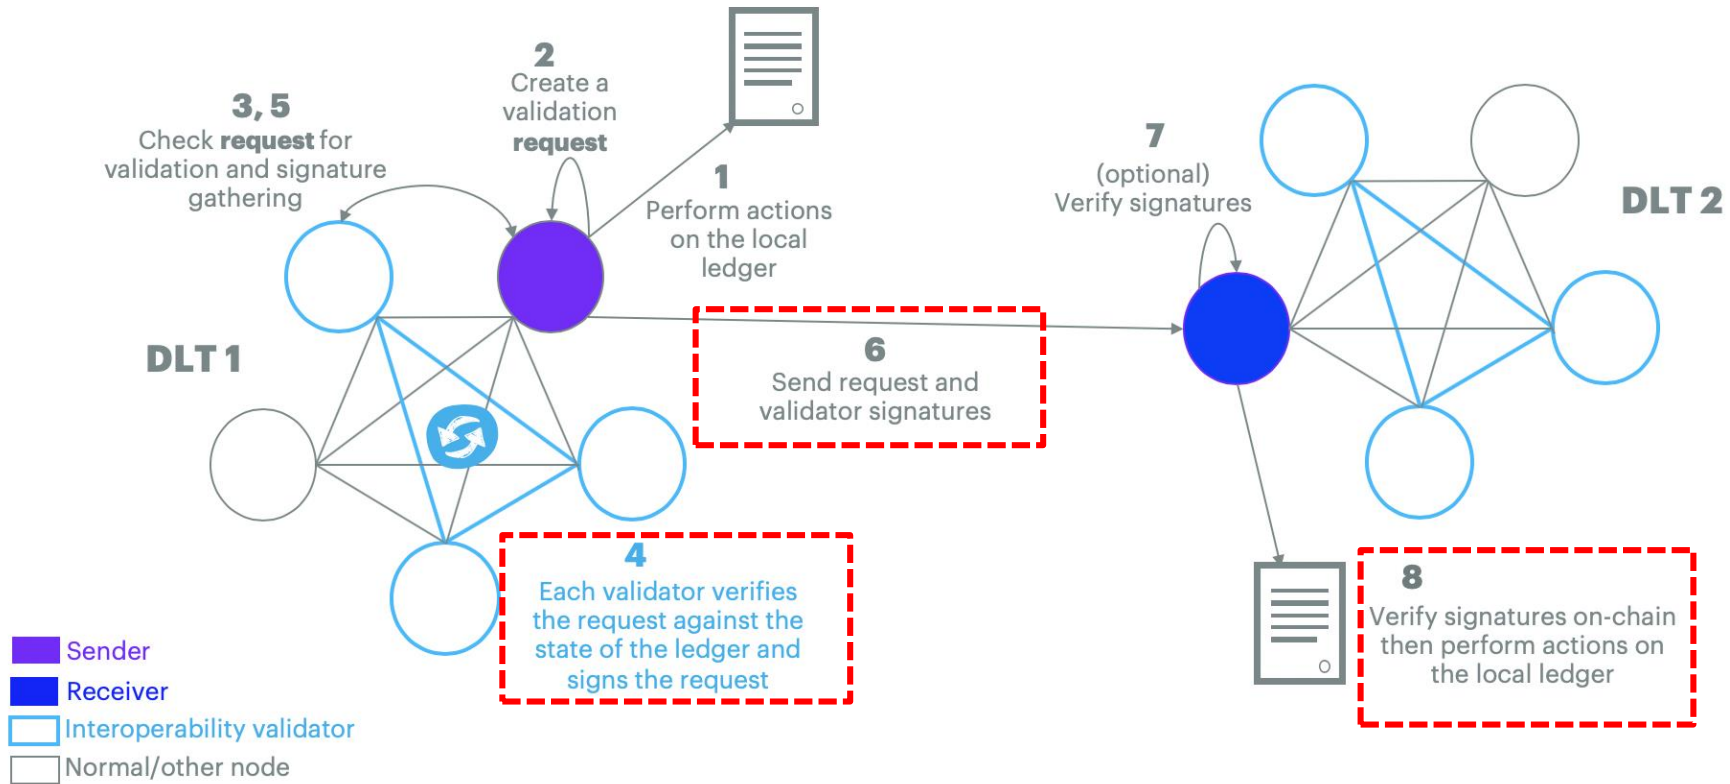 2
Create a
validation
request
3, 5
Check request for
validation and signature
gathering
1
Perform actions
on the local
ledger
7
(optional)
Verify signatures
DLT 2
DLT 1
6
Send request and
validator signatures
4
Each validator verifies
the request against the
state of the ledger and
signs the request
8
Verify signatures on-chain
then perform actions on
the local ledger
Sender
Receiver
Interoperability validator
Normal/other node